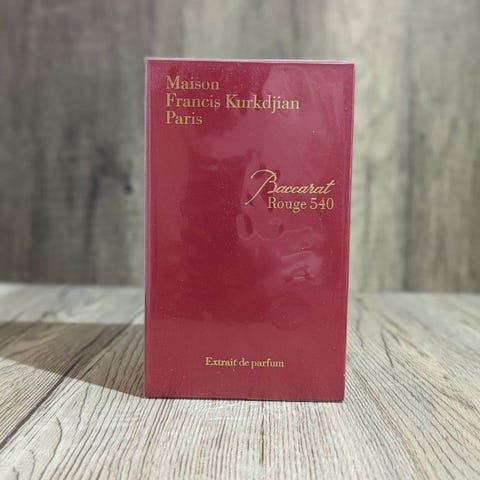 Maison
Francis Kurkdjian
Paris
Baccarat
Rouge 540
Extrait de parfum